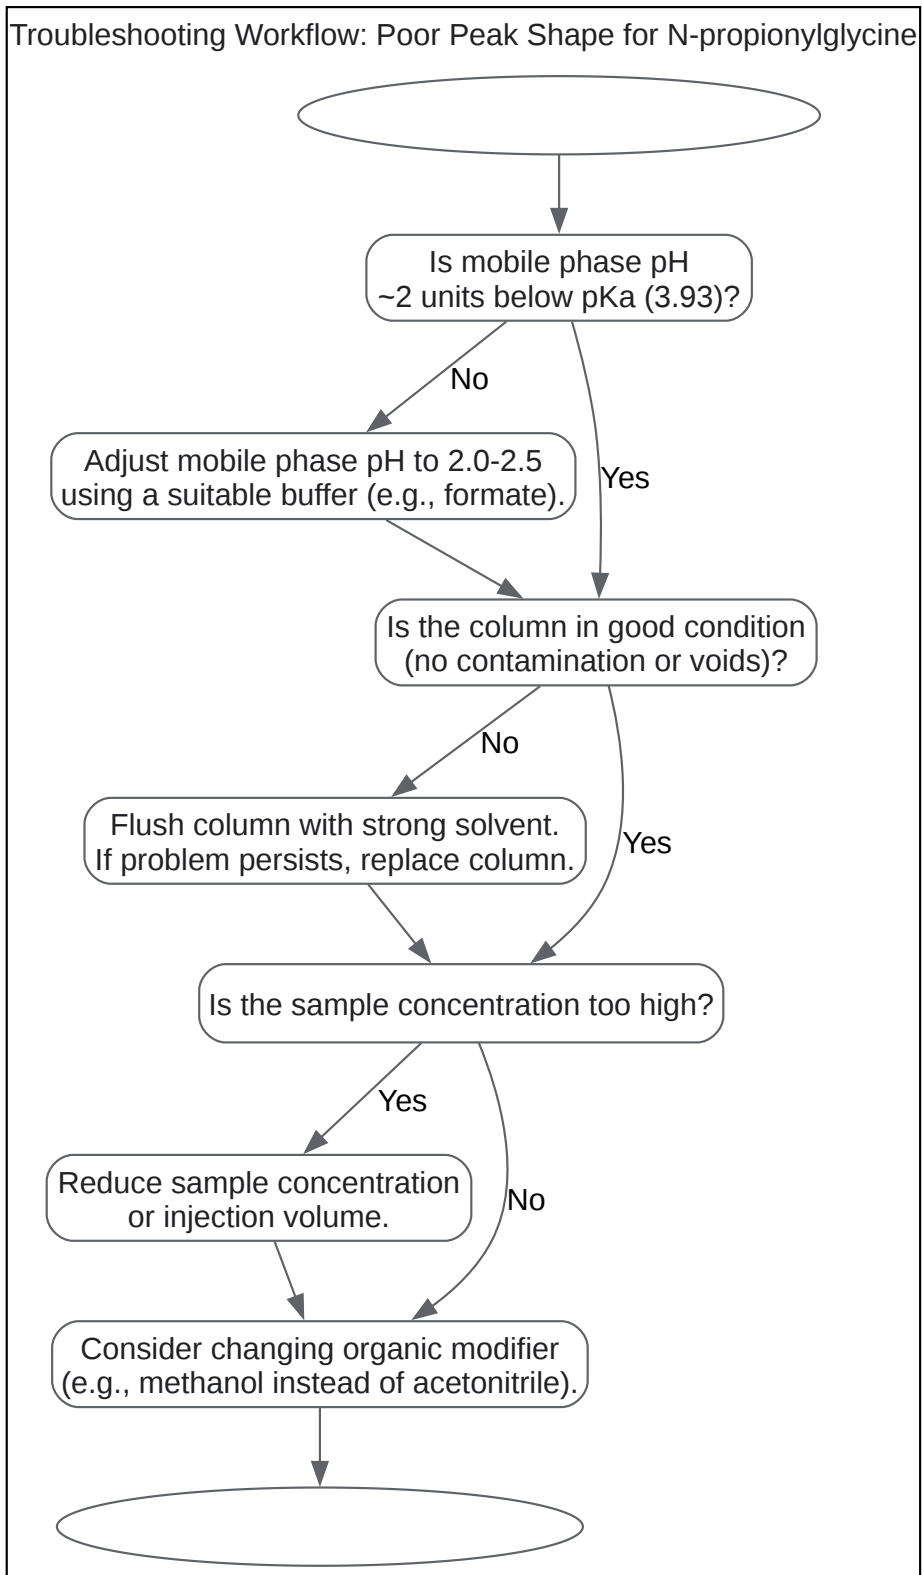 Troubleshooting Workflow: Poor Peak Shape for N-propionylglycine
Is mobile phase pH
~2 units below pKa (3.93)?
No
Adjust mobile phase pH to 2.0-2.5
using a suitable buffer (e.g., formate).
Yes
Is the column in good condition
(no contamination or voids)?
No
Flush column with strong solvent.
If problem persists, replace column.
Yes
Is the sample concentration too high?
Yes
Reduce sample concentration
or injection volume.
No
Consider changing organic modifier
(e.g., methanol instead of acetonitrile).